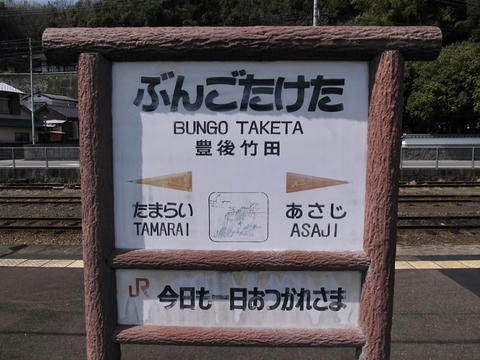 ぶんごたけた
BUNGO TAKETA
豊後竹田
たまらい
TAMARAI
あさじ
ASAJI
JR 今日も一日おつかれさま